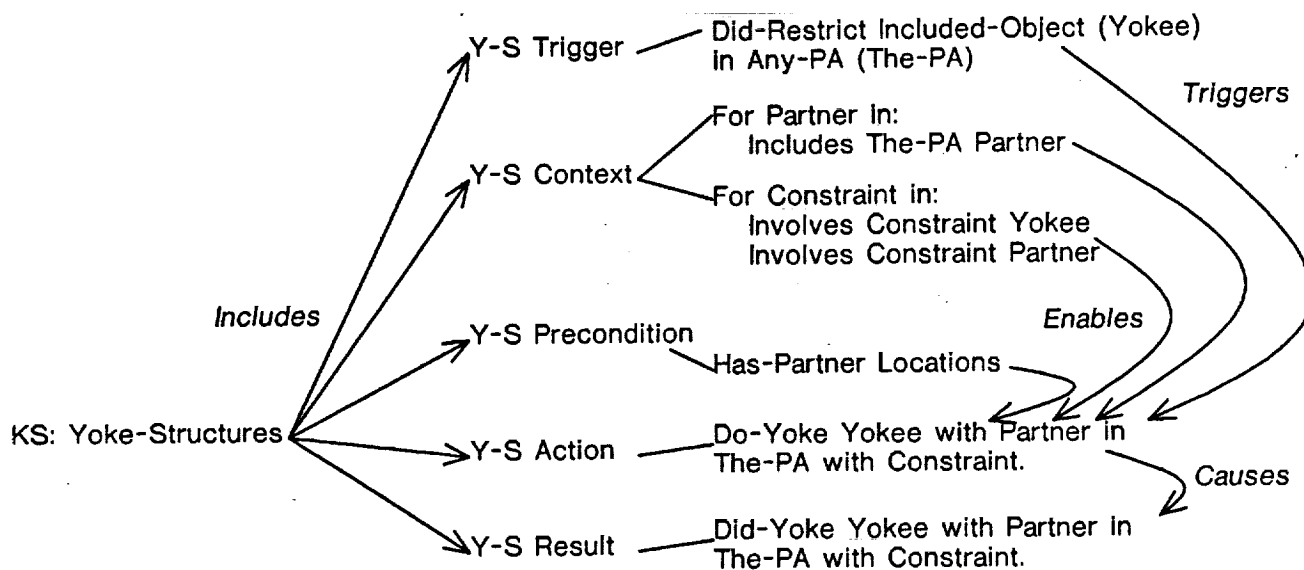 Y-S Trigger
Did-Restrict Included-Object (Yokee)
in Any-PA (The-PA)
Triggers
For Partner in:
Includes The-PA Partner
Y-S Context
For Constraint in:
Involves Constraint Yokee
Involves Constraint Partner
Includes
Enables
Y-S Precondition
Has-Partner Locations
KS: Yoke-Structures
Y-S Action
Do-Yoke Yokee with Partner in
The-PA with Constraint.
Causes
Y-S Result
Did-Yoke Yokee with Partner in
The-PA with Constraint.